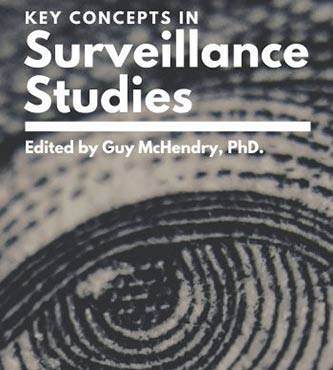 KEY CONCEPTS IN
Surveillance
Studies
Edited by Guy McHendry, PhD.